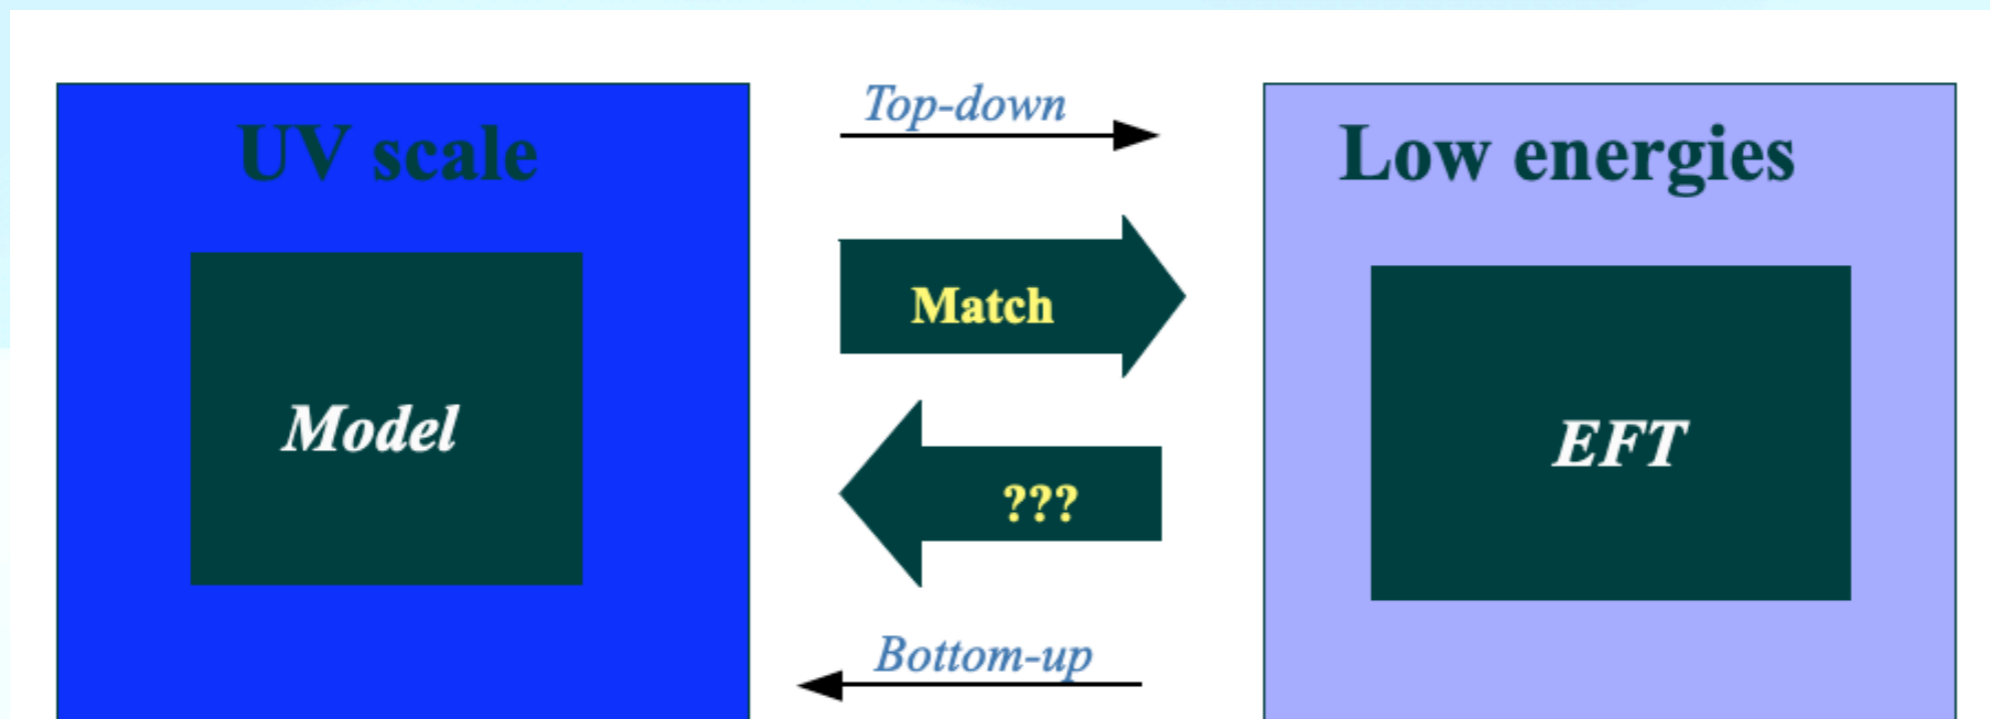 UV scale
Model
Top-down
Match
???
Bottom-up
Low energies
EFT